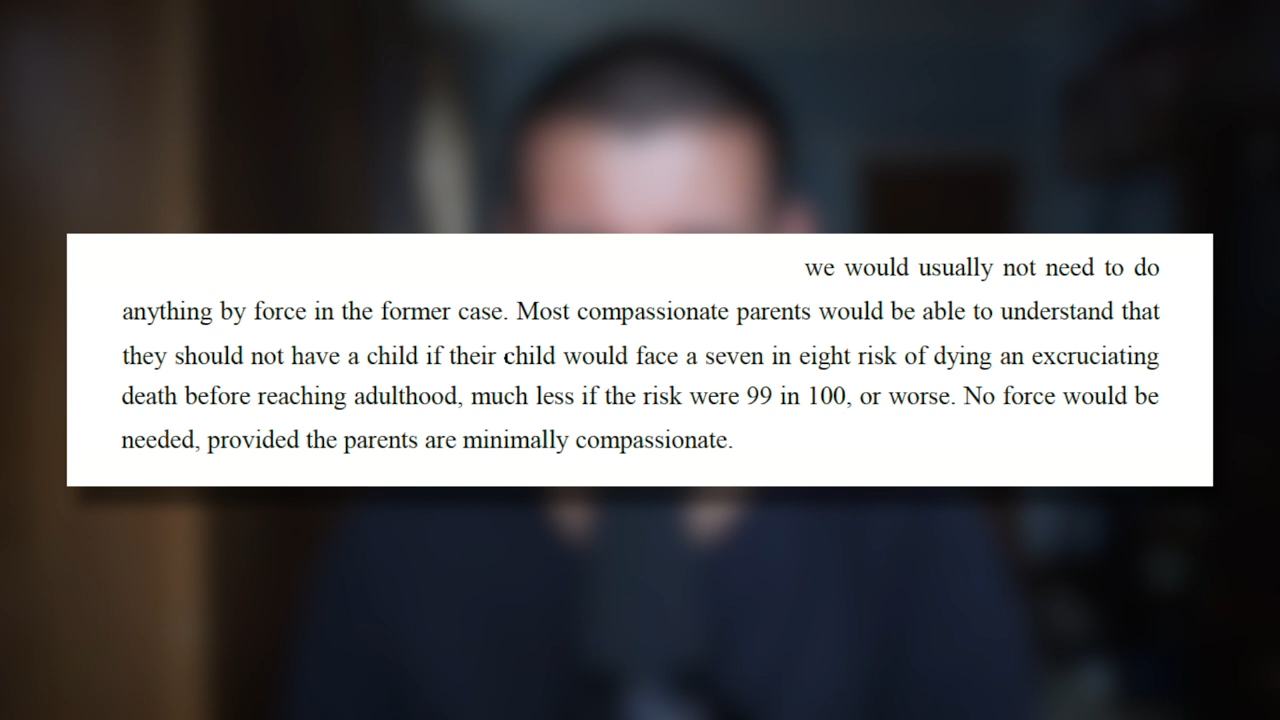 we would usually not need to do
anything by force in the former case. Most compassionate parents would be able to understand that
they should not have a child if their child would face a seven in eight risk of dying an excruciating
death before reaching adulthood, much less if the risk were 99 in 100, or worse. No force would be
needed, provided the parents are minimally compassionate.